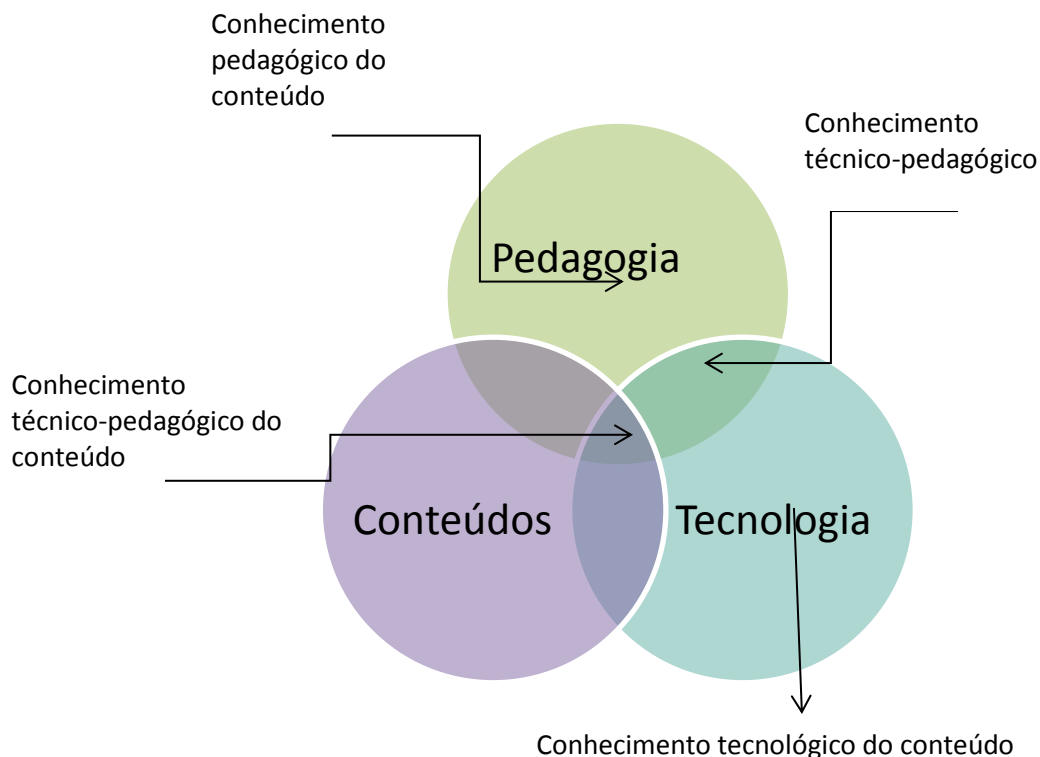 Conhecimento
pedagógico do
conteúdo
Conhecimento
técnico-pedagógico
Pedagogia
Conhecimento
técnico-pedagógico do
conteúdo
Conteúdos
Tecnologia
Conhecimento tecnológico do conteúdo